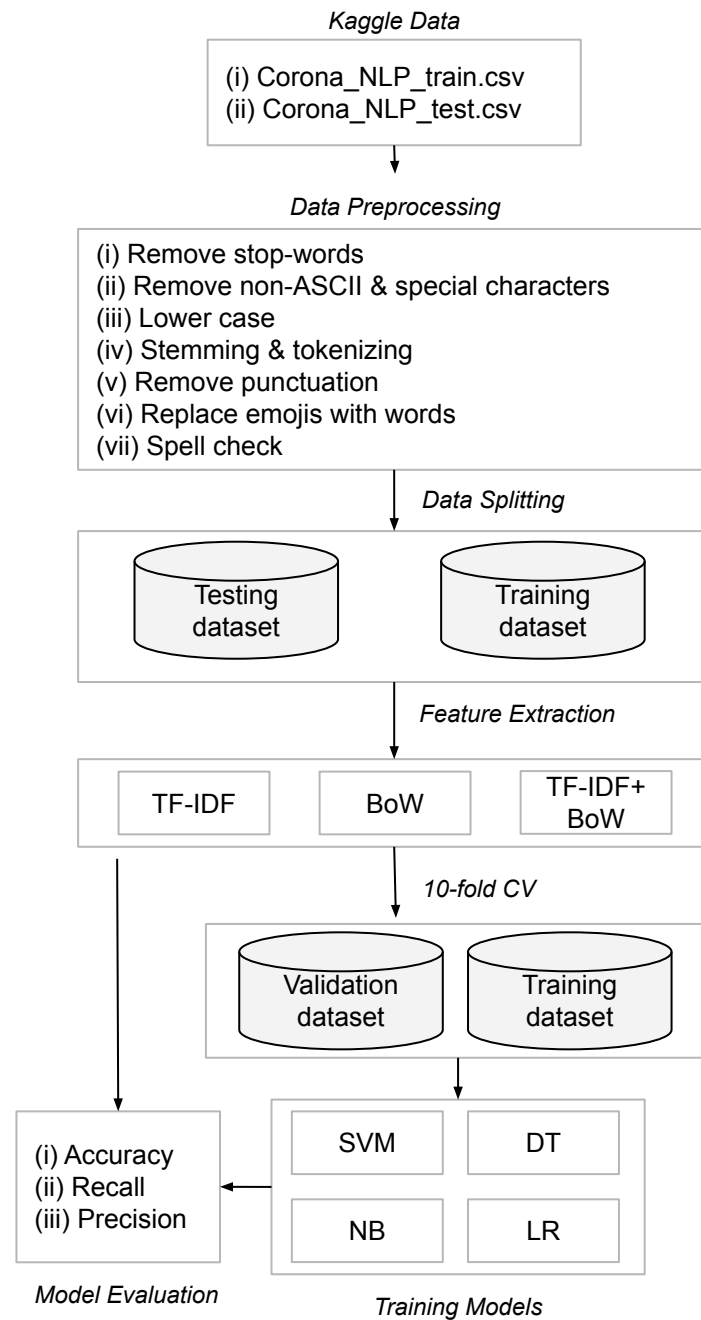 Kaggle Data
(i) Corona_NLP_train.csv
(ii) Corona_NLP_test.csv
Data Preprocessing
(i) Remove stop-words
(ii) Remove non-ASCII & special characters
(iii) Lower case
(iv) Stemming & tokenizing
(v) Remove punctuation
(vi) Replace emojis with words
(vii) Spell check
Data Splitting
Testing
dataset
Training
dataset
Feature Extraction
TF-IDF
BoW
TF-IDF+
BoW
10-fold CV
Validation
dataset
Training
dataset
SVM
DT
NB
LR
Training Models
(i) Accuracy
(ii) Recall
(iii) Precision
Model Evaluation